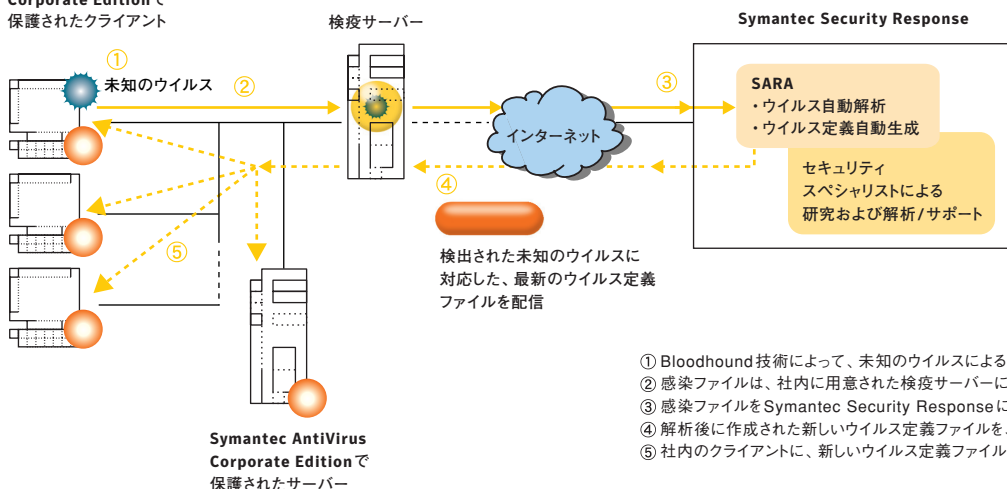 Corporate Editionで
保護されたクライアント
検疫サーバー
Symantec Security Response
①
未知のウイルス
②
③
SARA
・ウイルス自動解析
・ウイルス定義自動生成
インターネット
セキュリティ
スペシャリストによる
研究および解析/サポート
④
⑤
検出された未知のウイルスに
対応した、最新のウイルス定義
ファイルを配信
Symantec AntiVirus
Corporate Editionで
保護されたサーバー
① Bloodhound技術によって、未知のウイルスによる
② 感染ファイルは、社内に用意された検疫サーバーに
③ 感染ファイルをSymantec Security Responseに
④ 解析後に作成された新しいウイルス定義ファイルを
⑤ 社内のクライアントに、新しいウイルス定義ファイル